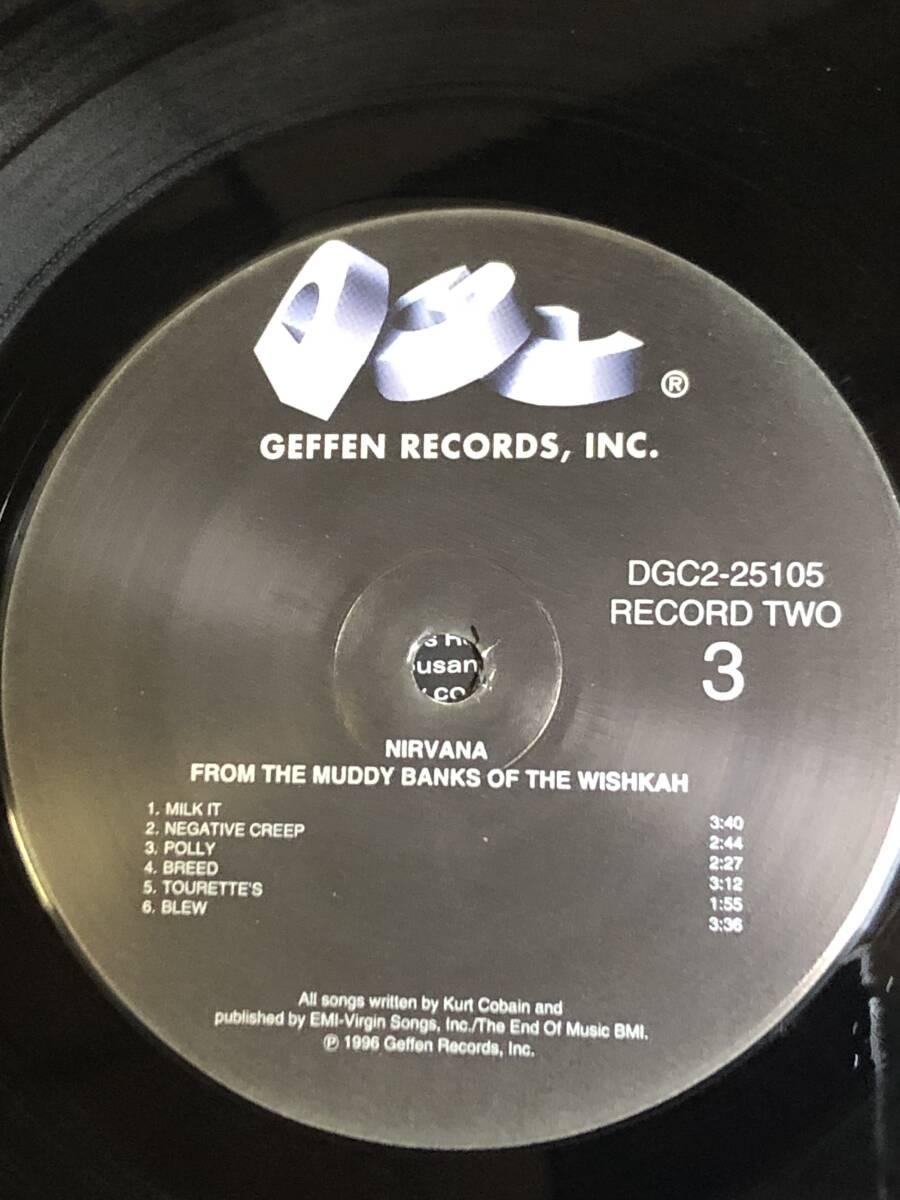 DGC ®
GEFFEN RECORDS, INC.
DGC2-25105
RECORD TWO
3
usan
co
NIRVANA
FROM THE MUDDY BANKS OF THE WISHKAH
1. MILK IT 3:40
2. NEGATIVE CREEP 2:44
3. POLLY 2:27
4. BREED 3:12
5. TOURETTE'S 1:55
6. BLEW 3:36
All songs written by Kurt Cobain and
published by EMI-Virgin Songs, Inc./The End Of Music BMI.
℗ 1996 Geffen Records, Inc.